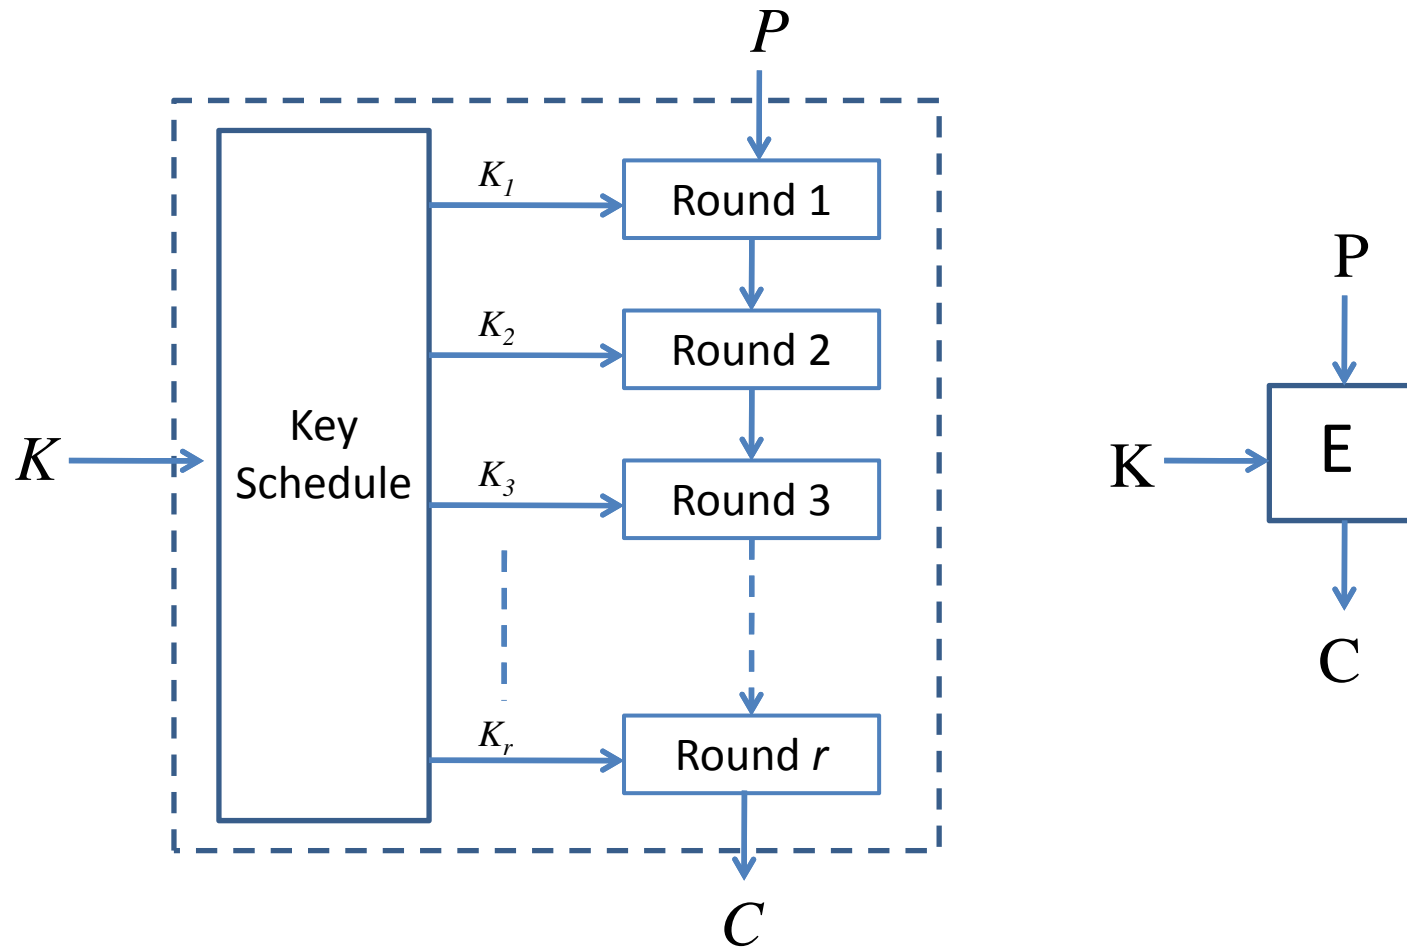 P
K₁
Round 1
K₂
Round 2
Key
Schedule
K
K₃
Round 3
Kᵣ
Round r
C
P
K
E
C